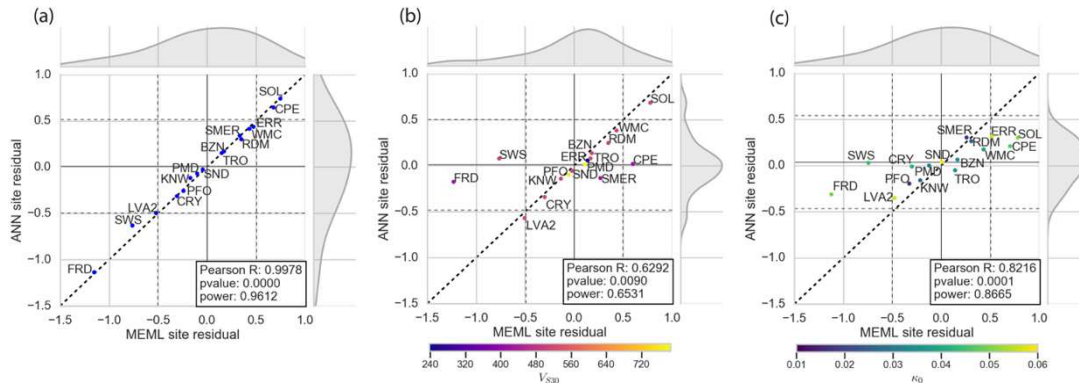 (a)
1.0
0.5
0.0
−0.5
−1.0
−1.5
ANN site residual
SOL
CPE
ERR
SMER
WMC
RDM
BZN
TRO
PMD
SND
KNW
PFO
CRY
LVA2
SWS
FRD
Pearson R: 0.9978
pvalue: 0.0000
power: 0.9612
−1.5 −1.0 −0.5 0.0 0.5 1.0
MEML site residual
(b)
1.0
0.5
0.0
−0.5
−1.0
−1.5
ANN site residual
SOL
WMC
RDM
BZN
SWS
ERR
TRO
CPE
PMD
PFO
FRD
KNW
SND
SMER
CRY
LVA2
Pearson R: 0.6292
pvalue: 0.0090
power: 0.6531
−1.5 −1.0 −0.5 0.0 0.5 1.0
MEML site residual
240 320 400 480 560 640 720
VS30
(c)
1.0
0.5
0.0
−0.5
−1.0
−1.5
ANN site residual
SMER
ERR
SOL
RDM
CPE
WMC
SND
SWS
CRY
BZN
PMD
TRO
PFO
KNW
FRD
LVA2
Pearson R: 0.8216
pvalue: 0.0001
power: 0.8665
−1.5 −1.0 −0.5 0.0 0.5 1.0
MEML site residual
0.01 0.02 0.03 0.04 0.05 0.06
κ0